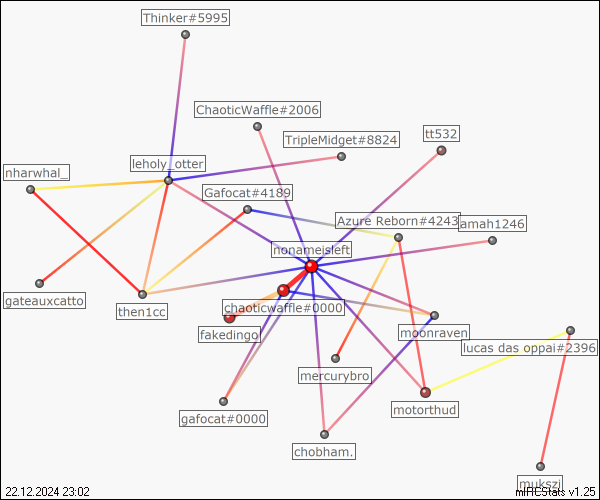 Thinker#5995
ChaoticWaffle#2006
tt532
TripleMidget#8824
leholy_otter
nharwhal_
Gafocat#4189
Azure Reborn#4243
amah1246
nonameisleft
gateauxcatto
then1cc
chaoticwaffle#0000
fakedingo
moonraven
lucas das oppai#2396
mercurybro
motorthud
gafocat#0000
chobham.
mukszi
22.12.2024 23:02
mIRCStats v1.25